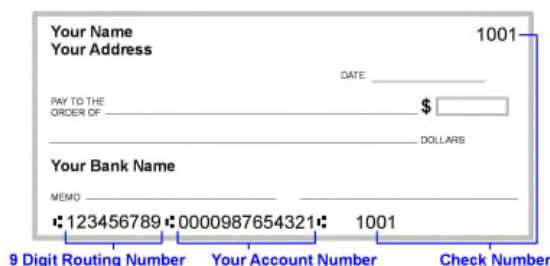 Your Name 1001
Your Address
DATE
PAY TO THE
ORDER OF $
DOLLARS
Your Bank Name
MEMO
⑆123456789⑆0000987654321⑆ 1001
9 Digit Routing Number Your Account Number Check Number